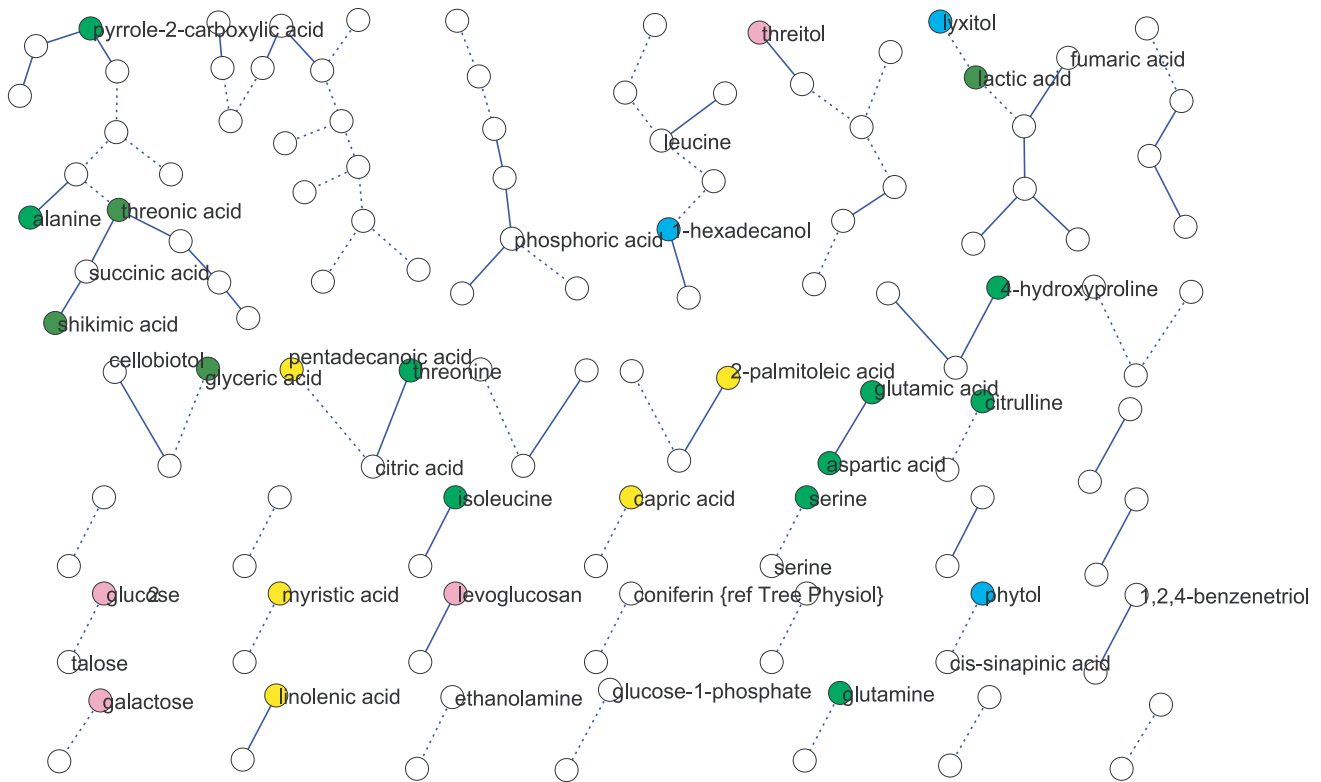 pyrrole-2-carboxylic acid
threitol
lyxitol
fumaric acid
lactic acid
leucine
alanine
threonic acid
phosphoric acid
1-hexadecanol
succinic acid
4-hydroxyproline
shikimic acid
cellobiotol
glyceric acid
pentadecanoic acid
threonine
2-palmitoleic acid
glutamic acid
citrulline
citric acid
aspartic acid
isoleucine
capric acid
serine
serine
glucose
2
myristic acid
levoglucosan
coniferin {ref Tree Physiol}
phytol
1,2,4-benzenetriol
talose
cis-sinapinic acid
galactose
linolenic acid
ethanolamine
glucose-1-phosphate
glutamine